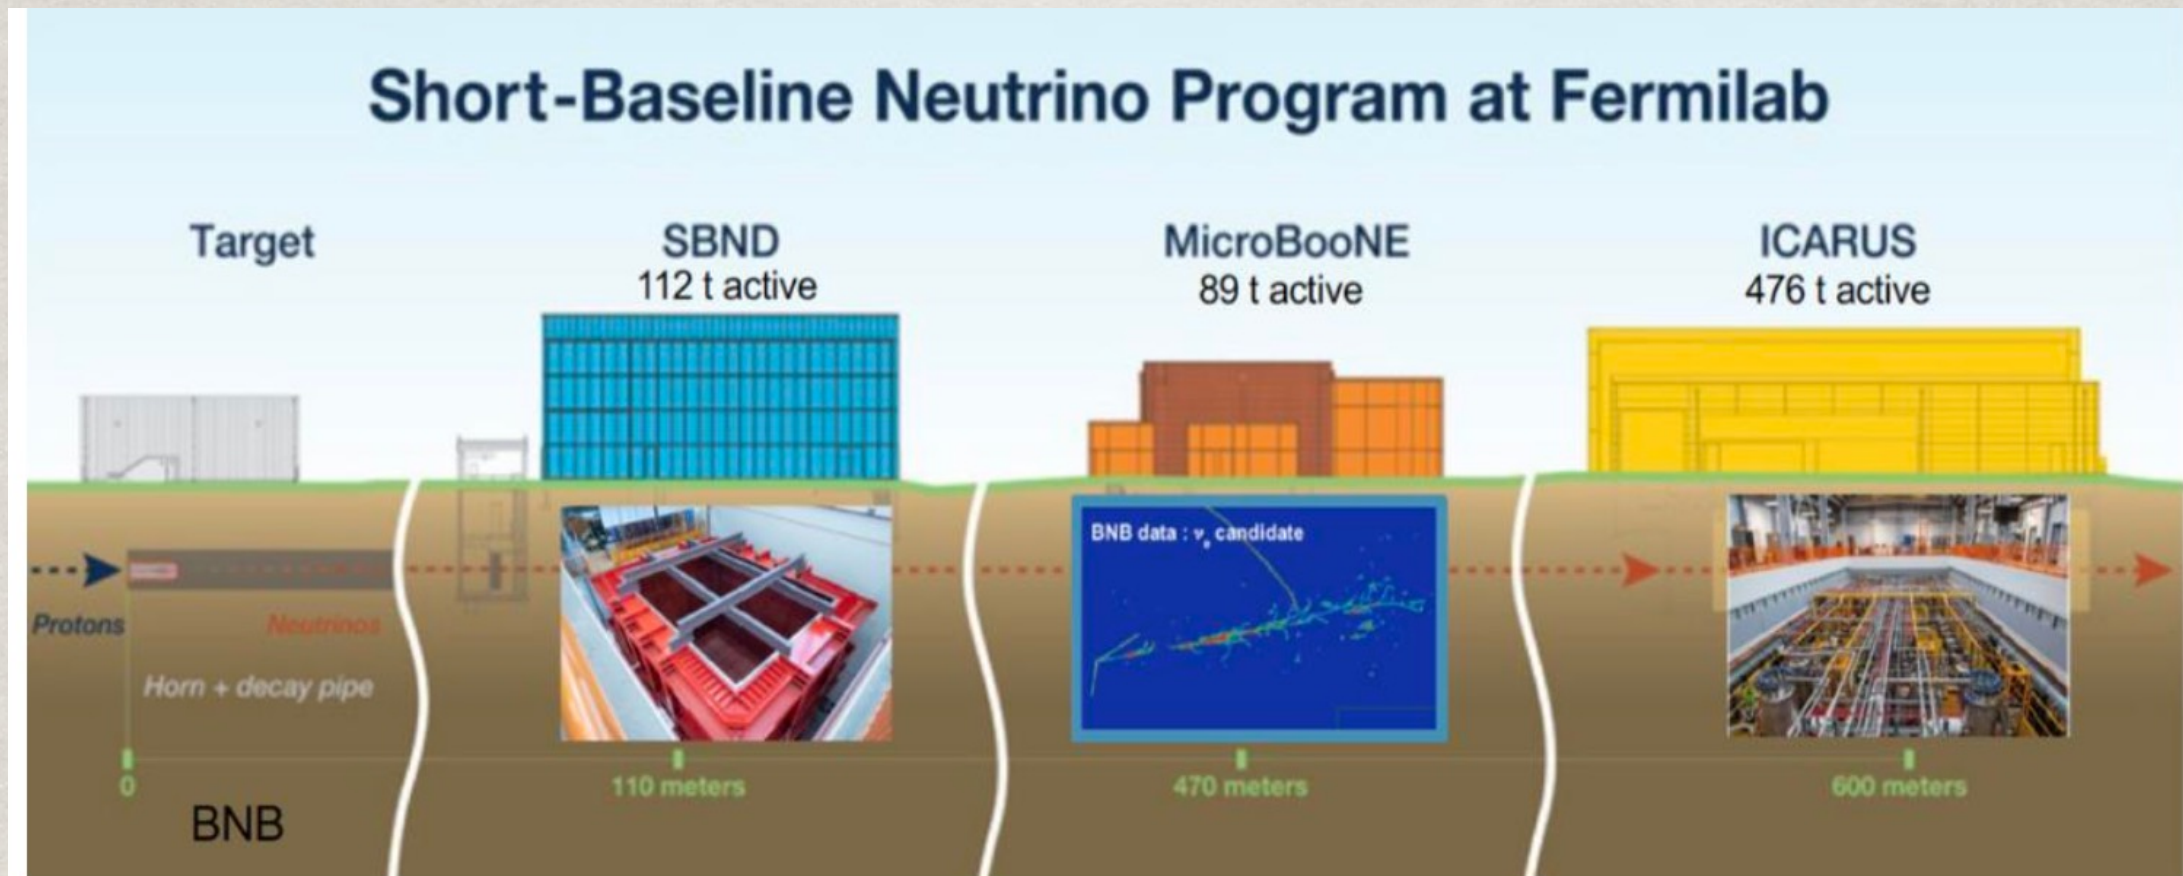 Short-Baseline Neutrino Program at Fermilab
Target
SBND
112 t active
MicroBooNE
89 t active
ICARUS
476 t active
BNB data : νe candidate
Protons
Neutrinos
Horn + decay pipe
0
110 meters
470 meters
600 meters
BNB